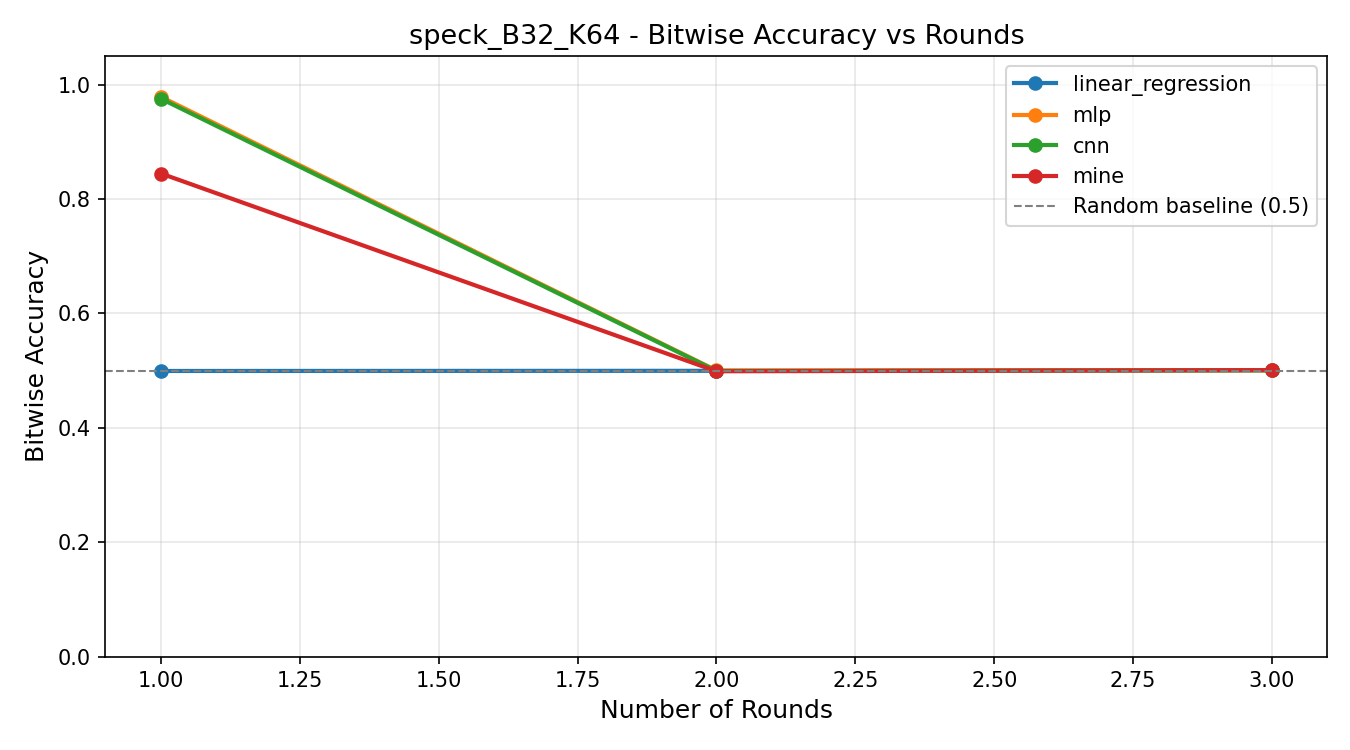 speck_B32_K64 - Bitwise Accuracy vs Rounds
linear_regression
mlp
cnn
mine
Random baseline (0.5)
Bitwise Accuracy
1.0
0.8
0.6
0.4
0.2
0.0
1.00 1.25 1.50 1.75 2.00 2.25 2.50 2.75 3.00
Number of Rounds